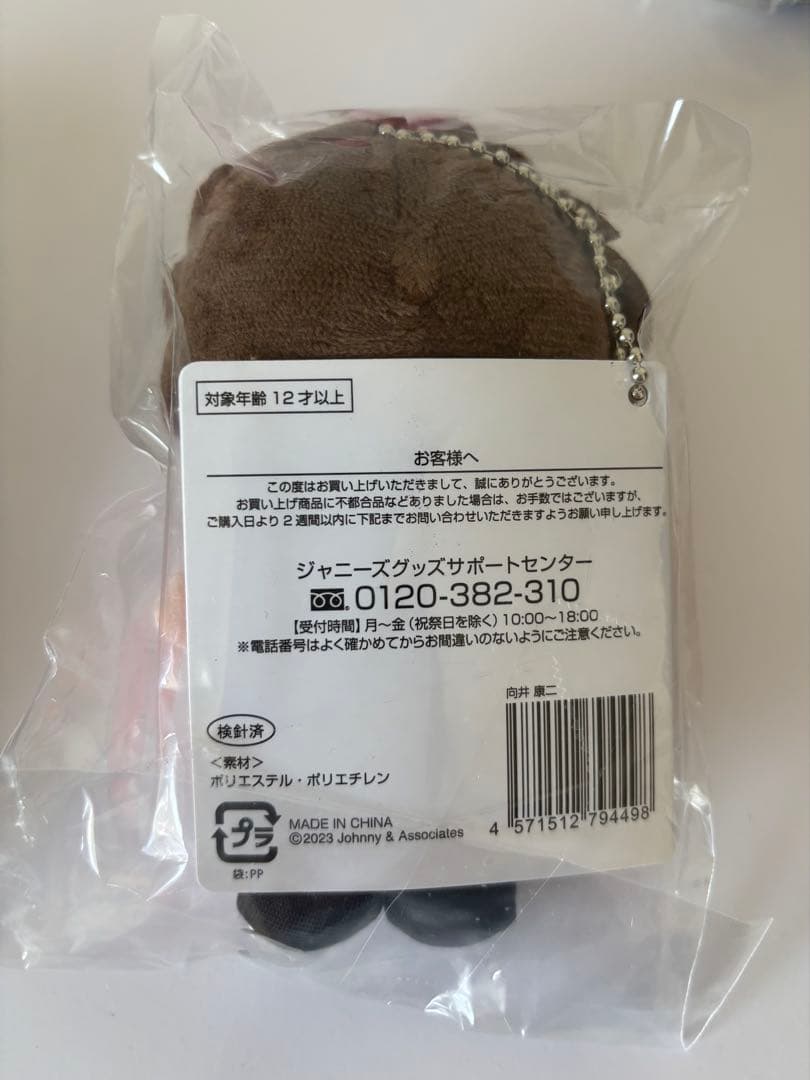 対象年齢 12才以上
お客様へ
この度はお買い上げいただきまして、誠にありがとうございます。
お買い上げ商品に不都合品などありました場合は、お手数ではございますが、
ご購入日より2週間以内に下記までお問い合わせいただきますようお願い申し上げます。
ジャニーズグッズサポートセンター
0120-382-310
【受付時間】月〜金（祝祭日を除く）10:00〜18:00
※電話番号はよく確かめてからお間違いのないようにご注意ください。
向井 康二
検針済
＜素材＞
ポリエステル・ポリエチレン
プラ
MADE IN CHINA
©2023 Johnny & Associates
4 571512 794498
袋:PP